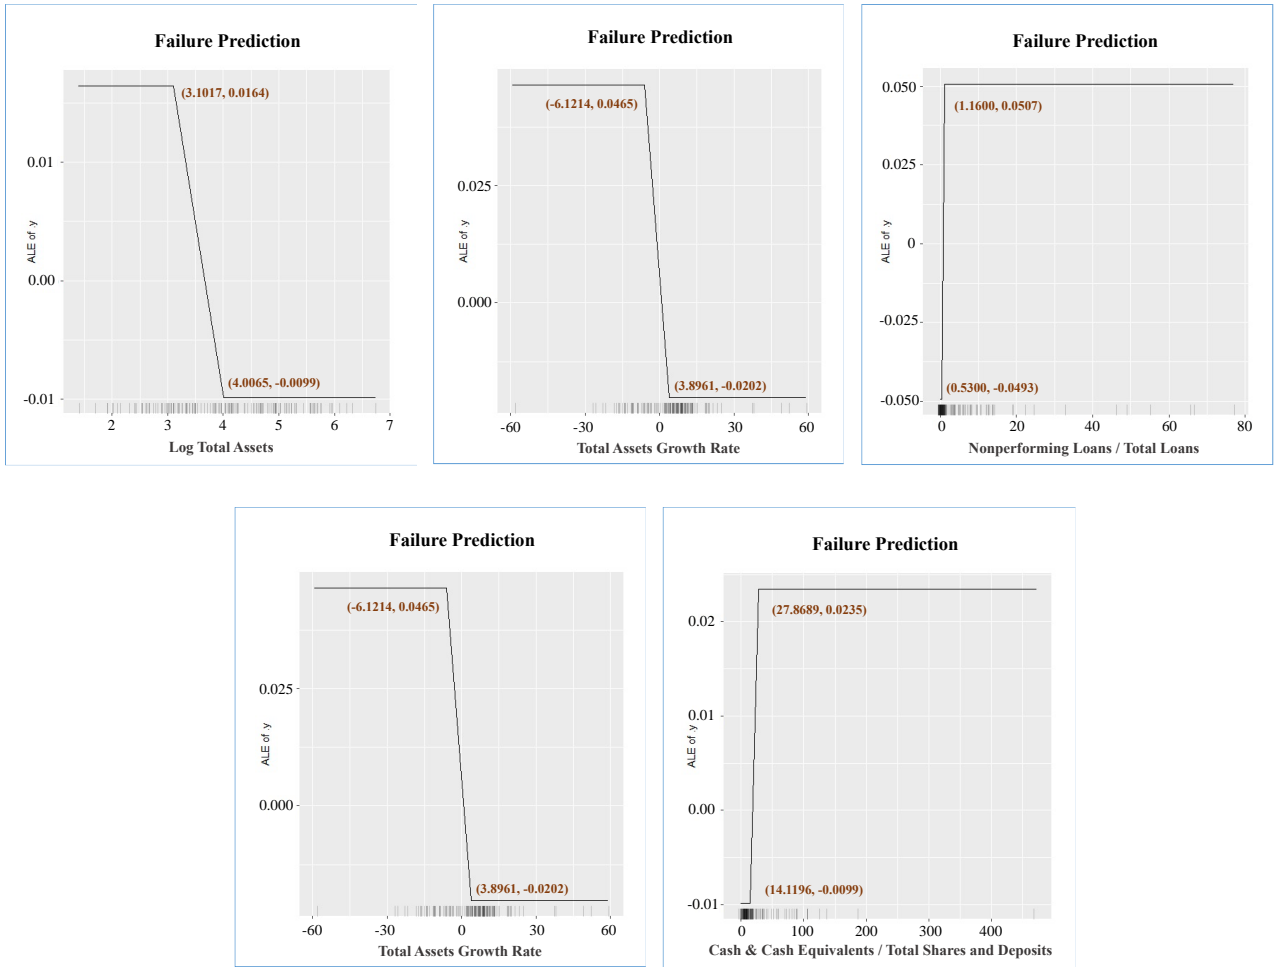 Failure Prediction
(3.1017, 0.0164)
0.01
ALE of .y
0.00
(4.0065, -0.0099)
-0.01
2 3 4 5 6 7
Log Total Assets
Failure Prediction
(-6.1214, 0.0465)
0.025
ALE of .y
0.000
(3.8961, -0.0202)
-60 -30 0 30 60
Total Assets Growth Rate
Failure Prediction
0.050
(1.1600, 0.0507)
0.025
ALE of .y
0
-0.025
(0.5300, -0.0493)
-0.050
0 20 40 60 80
Nonperforming Loans / Total Loans
Failure Prediction
(-6.1214, 0.0465)
0.025
ALE of .y
0.000
(3.8961, -0.0202)
-60 -30 0 30 60
Total Assets Growth Rate
Failure Prediction
(27.8689, 0.0235)
0.02
0.01
ALE of .y
0.00
(14.1196, -0.0099)
-0.01
0 100 200 300 400
Cash & Cash Equivalents / Total Shares and Deposits